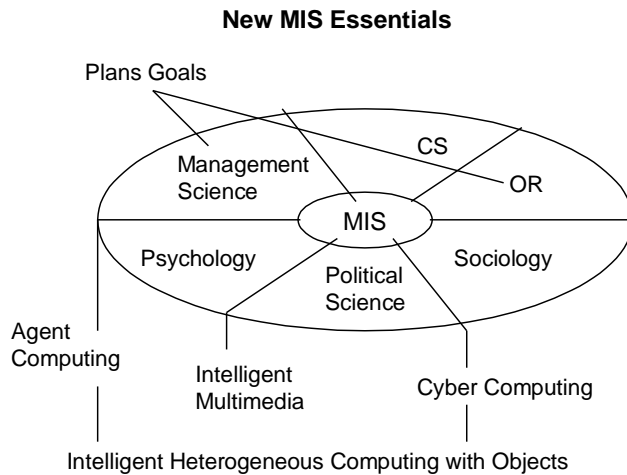 New MIS Essentials
Plans Goals
CS
Management
Science
OR
MIS
Psychology
Sociology
Political
Science
Agent
Computing
Intelligent
Multimedia
Cyber Computing
Intelligent Heterogeneous Computing with Objects